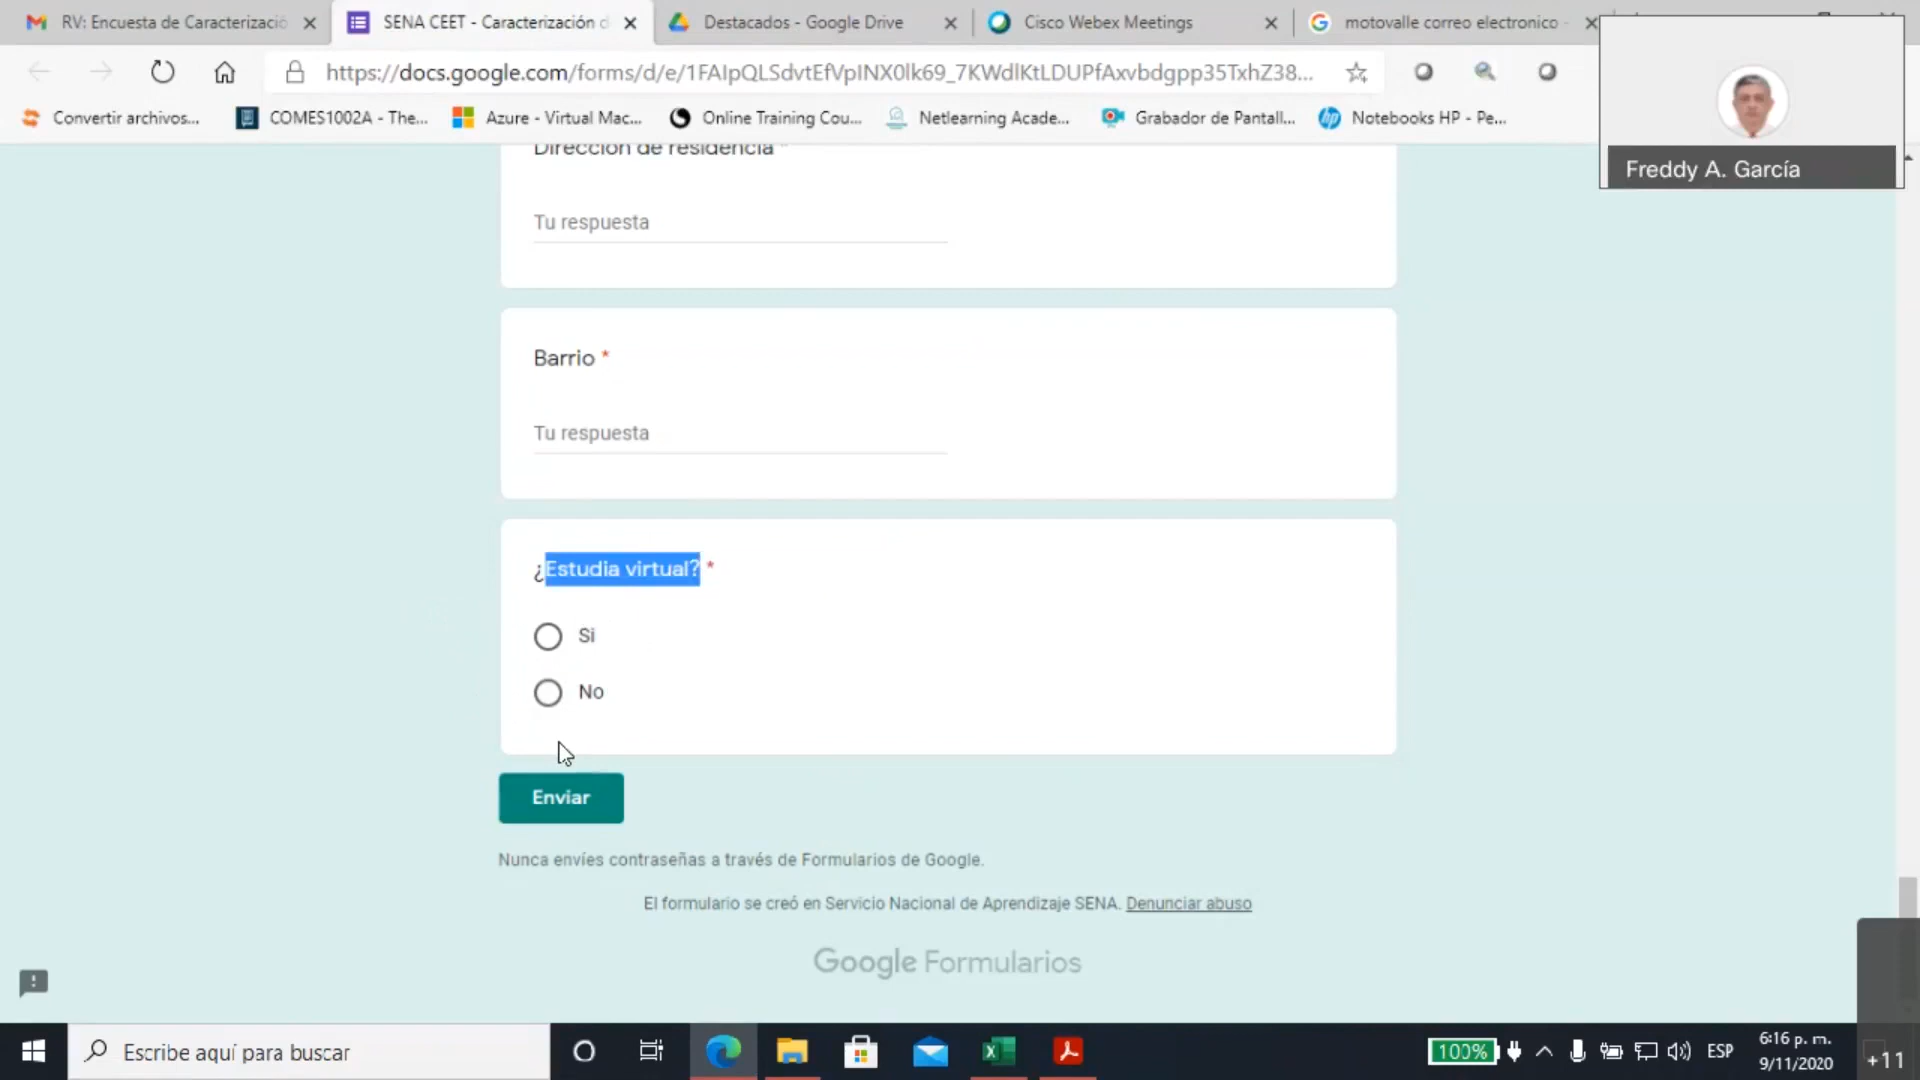 RV: Encuesta de Caracterizació
SENA CEET - Caracterización d
Destacados - Google Drive
Cisco Webex Meetings
motovalle correo electronico -
https://docs.google.com/forms/d/e/1FAIpQLSdvtEfVpINX0lk69_7KWdlKtLDUPfAxvbdgpp35TxhZ38...
Convertir archivos...
COMES1002A - The...
Azure - Virtual Mac...
Online Training Cou...
Netlearning Acade...
Grabador de Pantall...
Notebooks HP - Pe...
Freddy A. García
Dirección de residencia *
Tu respuesta
Barrio *
Tu respuesta
¿Estudia virtual? *
Si
No
Enviar
Nunca envíes contraseñas a través de Formularios de Google.
El formulario se creó en Servicio Nacional de Aprendizaje SENA. Denunciar abuso
Google Formularios
Escribe aquí para buscar
100%
ESP
6:16 p. m.
9/11/2020
+11